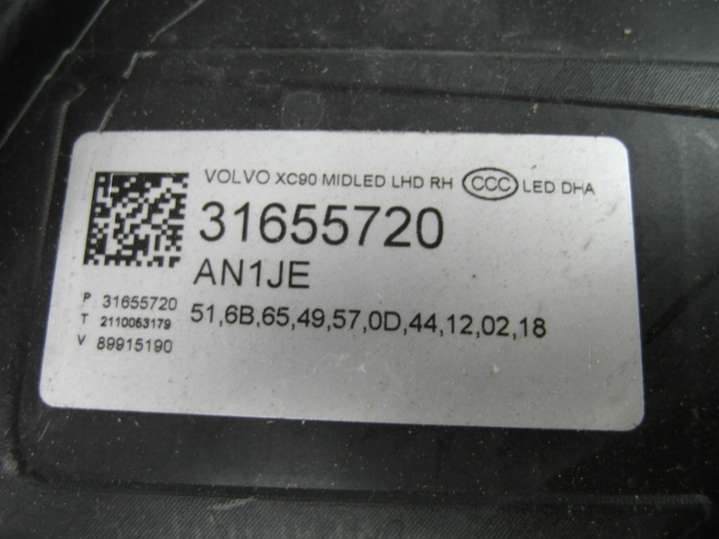 VOLVO XC90 MIDLED LHD RH CCC LED DHA
31655720
AN1JE
51,6B,65,49,57,0D,44,12,02,18
P 31655720
T 2110053179
V 89915190